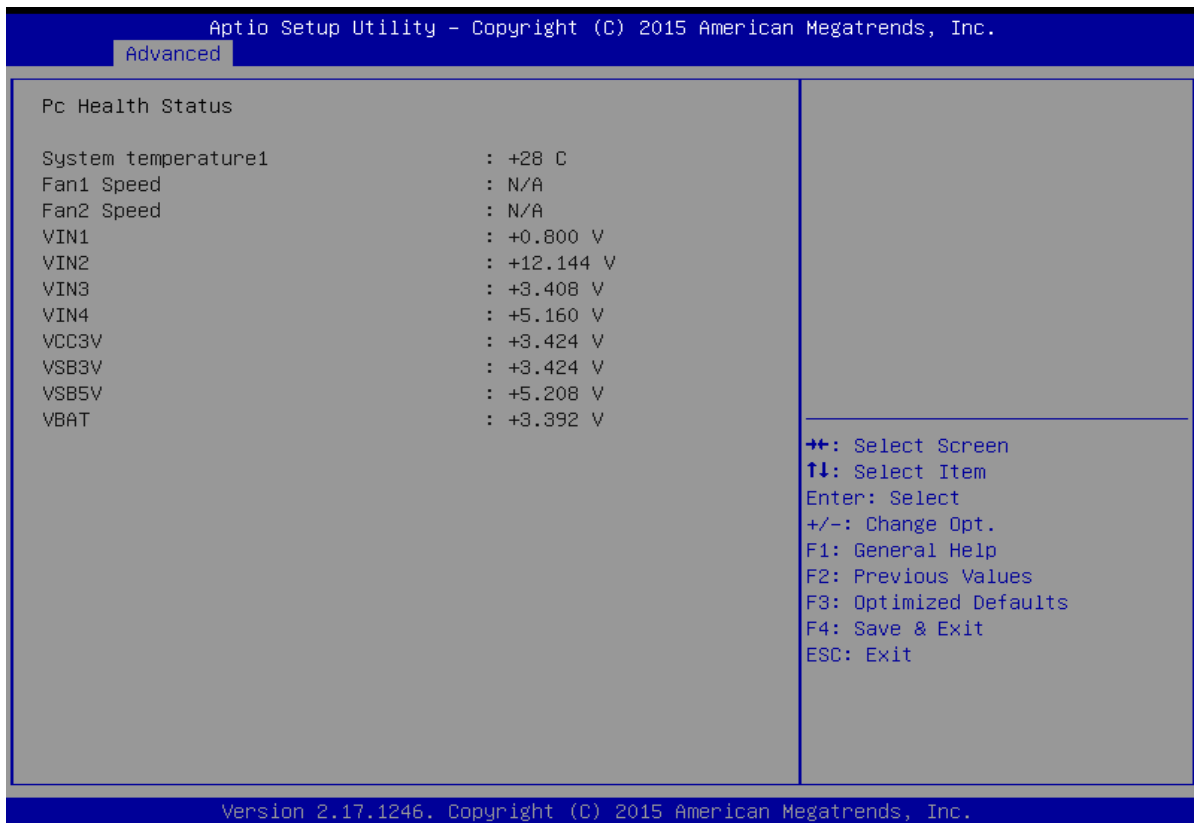 Aptio Setup Utility – Copyright (C) 2015 American Megatrends, Inc.
Advanced
Pc Health Status
System temperature1 : +28 C
Fan1 Speed : N/A
Fan2 Speed : N/A
VIN1 : +0.800 V
VIN2 : +12.144 V
VIN3 : +3.408 V
VIN4 : +5.160 V
VCC3V : +3.424 V
VSB3V : +3.424 V
VSB5V : +5.208 V
VBAT : +3.392 V
→←: Select Screen
↑↓: Select Item
Enter: Select
+/-: Change Opt.
F1: General Help
F2: Previous Values
F3: Optimized Defaults
F4: Save & Exit
ESC: Exit
Version 2.17.1246. Copyright (C) 2015 American Megatrends, Inc.